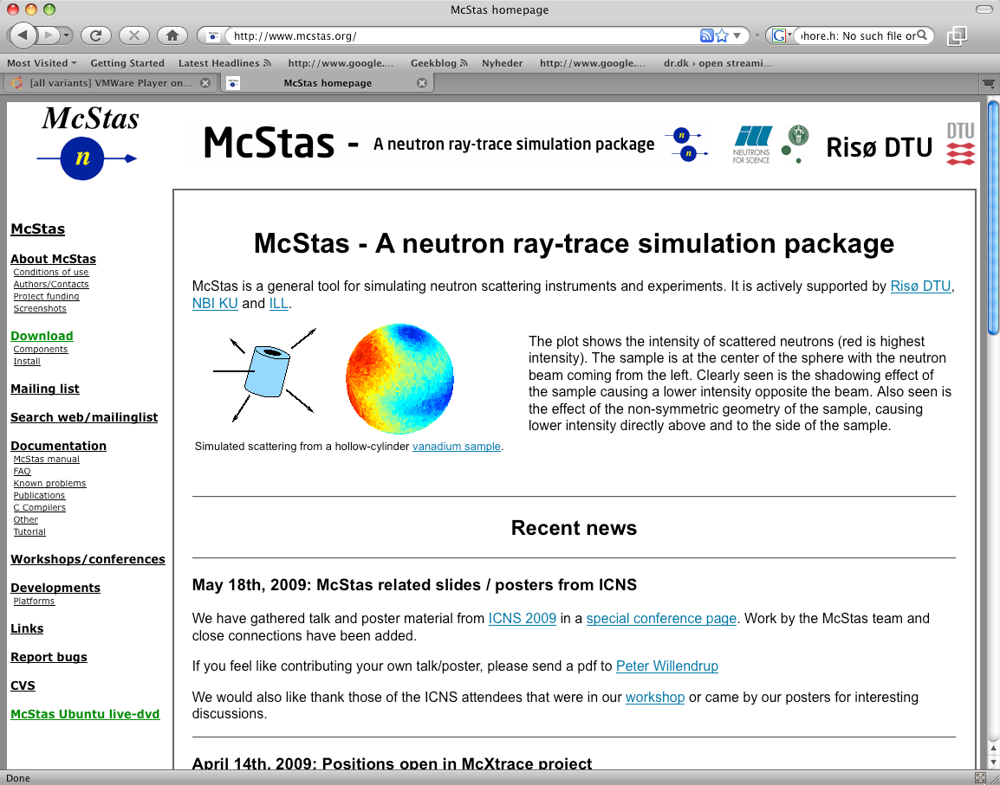 McStas homepage
http://www.mcstas.org/
hore.h: No such file or
Most Visited Getting Started Latest Headlines http://www.google.... Geekblog Nyheder http://www.google.... dr.dk › open streami...
[all variants] VMWare Player on... McStas homepage
McStas
n
McStas - A neutron ray-trace simulation package
n
n
ill
NEUTRONS
FOR SCIENCE
Risø DTU
DTU
McStas
About McStas
Conditions of use
Authors/Contacts
Project funding
Screenshots
Download
Components
Install
Mailing list
Search web/mailinglist
Documentation
McStas manual
FAQ
Known problems
Publications
C Compilers
Other
Tutorial
Workshops/conferences
Developments
Platforms
Links
Report bugs
CVS
McStas Ubuntu live-dvd
McStas - A neutron ray-trace simulation package
McStas is a general tool for simulating neutron scattering instruments and experiments. It is actively supported by Risø DTU,
NBI KU and ILL.
The plot shows the intensity of scattered neutrons (red is highest
intensity). The sample is at the center of the sphere with the neutron
beam coming from the left. Clearly seen is the shadowing effect of
the sample causing a lower intensity opposite the beam. Also seen is
the effect of the non-symmetric geometry of the sample, causing
lower intensity directly above and to the side of the sample.
Simulated scattering from a hollow-cylinder vanadium sample.
Recent news
May 18th, 2009: McStas related slides / posters from ICNS
We have gathered talk and poster material from ICNS 2009 in a special conference page. Work by the McStas team and
close connections have been added.
If you feel like contributing your own talk/poster, please send a pdf to Peter Willendrup
We would also like thank those of the ICNS attendees that were in our workshop or came by our posters for interesting
discussions.
April 14th, 2009: Positions open in McXtrace project
Done